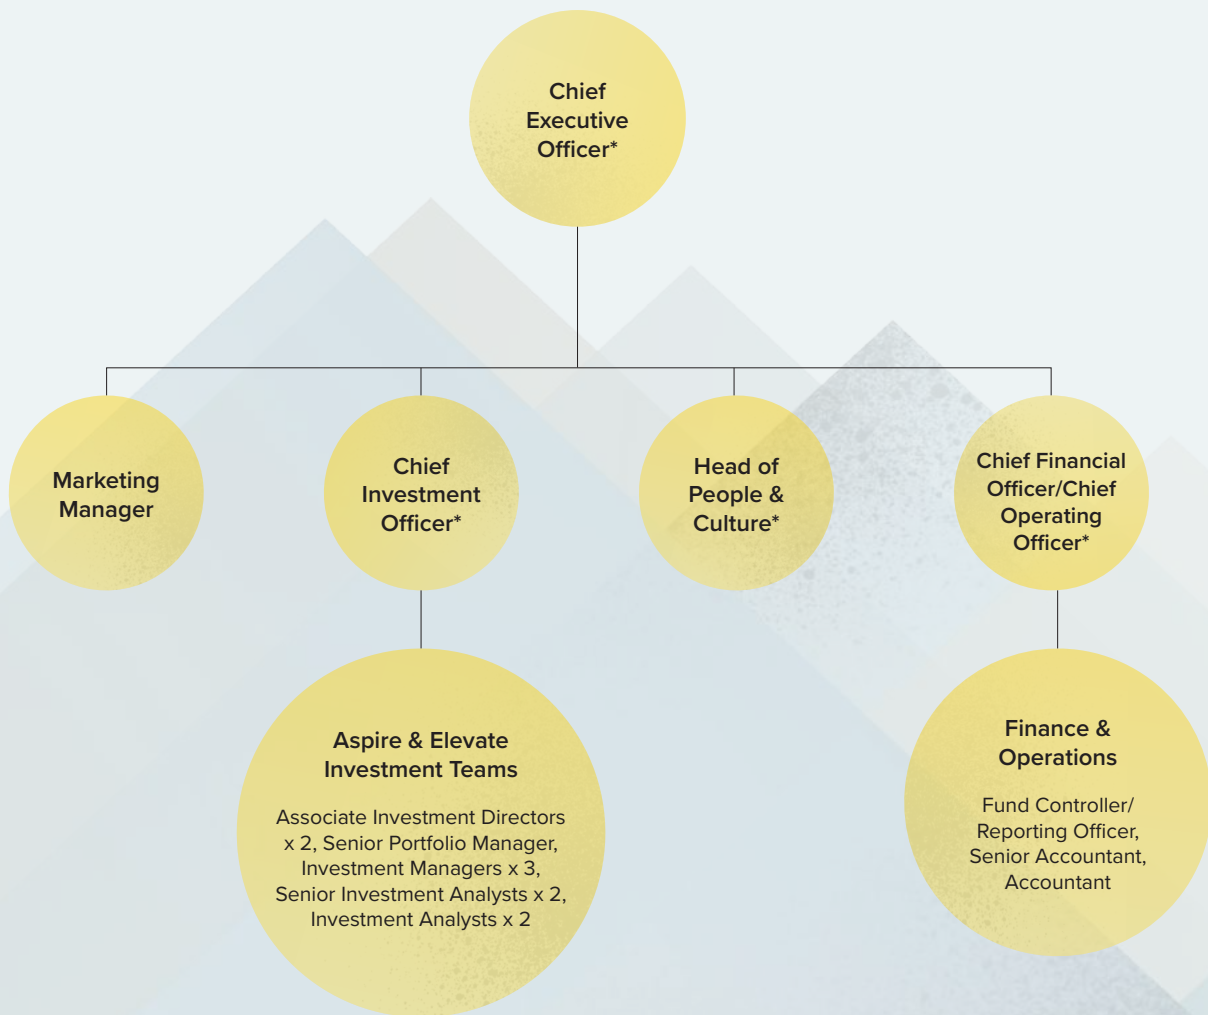 Chief
Executive
Officer*
Marketing
Manager
Chief
Investment
Officer*
Head of
People &
Culture*
Chief Financial
Officer/Chief
Operating
Officer*
Aspire & Elevate
Investment Teams
Associate Investment Directors
x 2, Senior Portfolio Manager,
Investment Managers x 3,
Senior Investment Analysts x 2,
Investment Analysts x 2
Finance &
Operations
Fund Controller/
Reporting Officer,
Senior Accountant,
Accountant